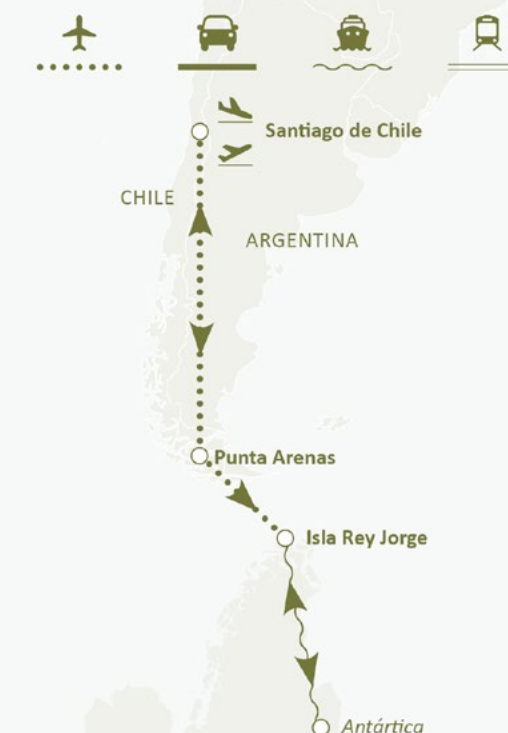 Santiago de Chile
CHILE
ARGENTINA
Punta Arenas
Isla Rey Jorge
Antártica